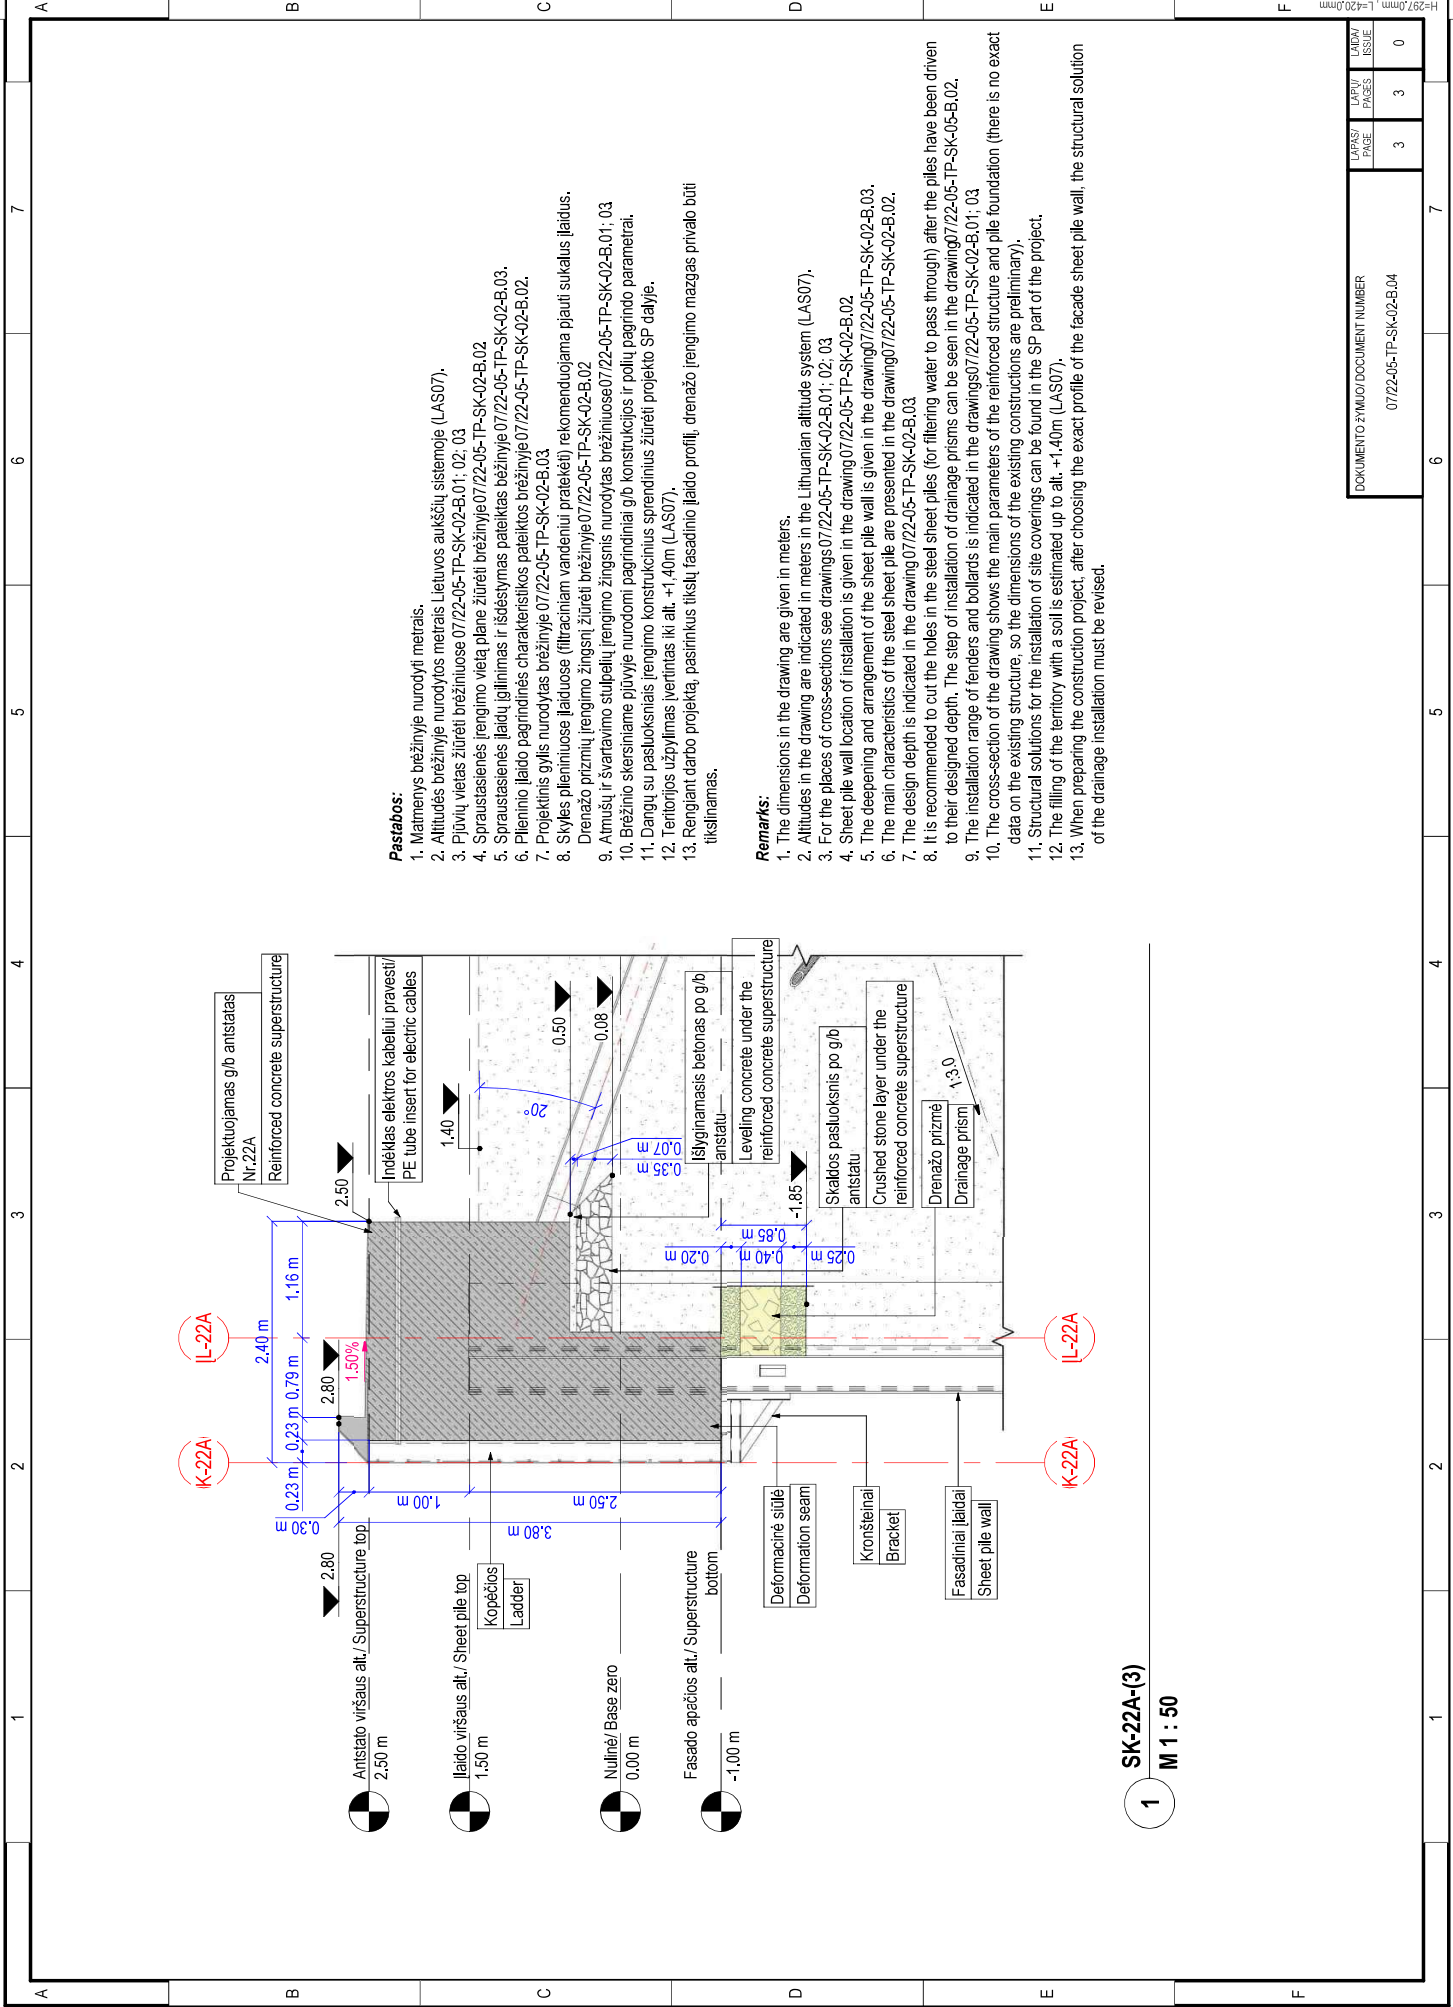 1
2
3
4
5
6
7
A
B
C
D
E
F
Projektuojamas g/b antstatas
Nr.22A
Reinforced concrete superstructure
Indėklas elektros kabeliui pravesti/
PE tube insert for electric cables
K-22A
L-22A
2.40 m
0.23 m
0.23 m
0.79 m
1.16 m
0.30 m
2.80
2.80
1.50%
2.50
1.40
20°
0.50
0.08
0.07 m
0.35 m
1.00 m
2.50 m
3.80 m
Antstato viršaus alt./ Superstructure top
2.50 m
Įlaido viršaus alt./ Sheet pile top
1.50 m
Kopėčios
Ladder
Nulinė/ Base zero
0.00 m
Fasado apačios alt./ Superstructure
bottom
-1.00 m
Išlyginamasis betonas po g/b
anstatu
Leveling concrete under the
reinforced concrete superstructure
0.20 m
0.40 m
0.25 m
0.85 m
-1.85
Skaldos pasluoksnis po g/b
antstatu
Crushed stone layer under the
reinforced concrete superstructure
Drenažo prizmė
Drainage prism
1:3.0
Deformacinė siūlė
Deformation seam
Kronšteinai
Bracket
Fasadiniai įlaidai
Sheet pile wall
K-22A
L-22A
1
SK-22A-(3)
M 1 : 50
Pastabos:
1. Matmenys brėžinyje nurodyti metrais.
2. Altitudės brėžinyje nurodytos metrais Lietuvos aukščių sistemoje (LAS07).
3. Pjūvių vietas žiūrėti brėžiniuose 07/22-05-TP-SK-02-B.01; 02; 03.
4. Spraustasienės įrengimo vietą plane žiūrėti brėžinyje07/22-05-TP-SK-02-B.02.
5. Spraustasienės įlaidų įgilinimas ir išdėstymas pateiktas bėžinyje07/22-05-TP-SK-02-B.03.
6. Plieninio įlaido pagrindinės charakteristikos pateiktos brėžinyje07/22-05-TP-SK-02-B.02.
7. Projektinis gylis nurodytas brėžinyje 07/22-05-TP-SK-02-B.03.
8. Skyles plieniniuose įlaiduose (filtraciniam vandeniui pratekėti) rekomenduojama pjauti sukalus įlaidus.
Drenažo prizmių įrengimo žingsnį žiūrėti brėžinyje07/22-05-TP-SK-02-B.02
9. Atmušų ir švartavimo stulpelių įrengimo žingsnis nurodytas brėžiniuose07/22-05-TP-SK-02-B.01; 03.
10. Brėžinio skersiniame pjūvyje nurodomi pagrindiniai g/b konstrukcijos ir polių pagrindo parametrai.
11. Dangų su pasluoksniais įrengimo konstrukcinius sprendinius žiūrėti projekto SP dalyje.
12. Teritorijos užpylimas įvertintas iki alt. +1,40m (LAS07).
13. Rengiant darbo projektą, pasirinkus tikslų fasadinio įlaido profilį, drenažo įrengimo mazgas privalo būti
tikslinamas.
Remarks:
1. The dimensions in the drawing are given in meters.
2. Altitudes in the drawing are indicated in meters in the Lithuanian altitude system (LAS07).
3. For the places of cross-sections see drawings07/22-05-TP-SK-02-B.01; 02; 03.
4. Sheet pile wall location of installation is given in the drawing07/22-05-TP-SK-02-B.02.
5. The deepening and arrangement of the sheet pile wall is given in the drawing07/22-05-TP-SK-02-B.03.
6. The main characteristics of the steel sheet pile are presented in the drawing07/22-05-TP-SK-02-B.02.
7. The design depth is indicated in the drawing07/22-05-TP-SK-02-B.03.
8. It is recommended to cut the holes in the steel sheet piles (for filtering water to pass through) after the piles have been driven
to their designed depth. The step of installation of drainage prisms can be seen in the drawing07/22-05-TP-SK-05-B.02.
9. The installation range of fenders and bollards is indicated in the drawings07/22-05-TP-SK-02-B.01; 03.
10. The cross-section of the drawing shows the main parameters of the reinforced structure and pile foundation (there is no exact
data on the existing structure, so the dimensions of the existing constructions are preliminary).
11. Structural solutions for the installation of site coverings can be found in the SP part of the project.
12. The filling of the territory with a soil is estimated up to alt. +1.40m (LAS07).
13. When preparing the construction project, after choosing the exact profile of the facade sheet pile wall, the structural solution
of the drainage installation must be revised.
DOKUMENTO ŽYMUO/ DOCUMENT NUMBER
07/22-05-TP-SK-02-B.04
LAPAS/
PAGE
3
LAPŲ/
PAGES
3
LAIDA/
ISSUE
0
H=297.0mm , L=420.0mm
A
B
C
D
E
F
1
2
3
4
5
6
7